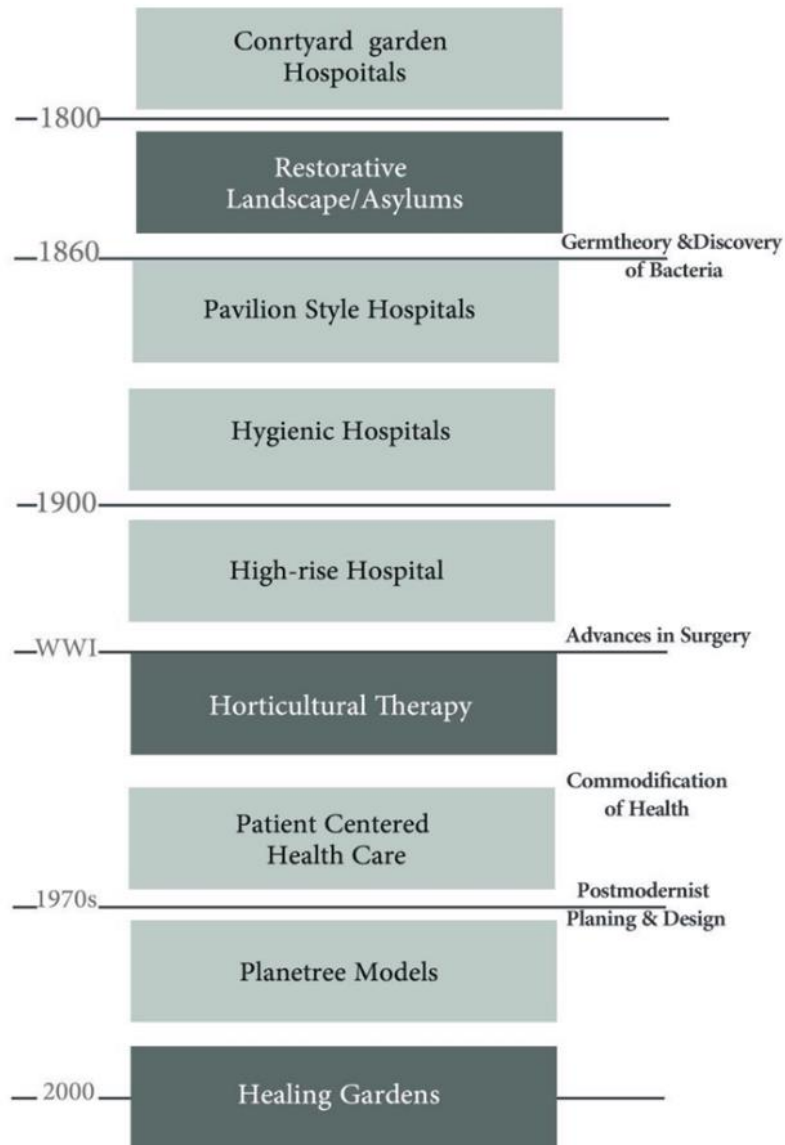 Conrtyard garden
Hospoitals
1800
Restorative
Landscape/Asylums
1860
Germtheory &Discovery
of Bacteria
Pavilion Style Hospitals
Hygienic Hospitals
1900
High-rise Hospital
WWI
Advances in Surgery
Horticultural Therapy
Commodification
of Health
Patient Centered
Health Care
1970s
Postmodernist
Planing & Design
Planetree Models
2000
Healing Gardens